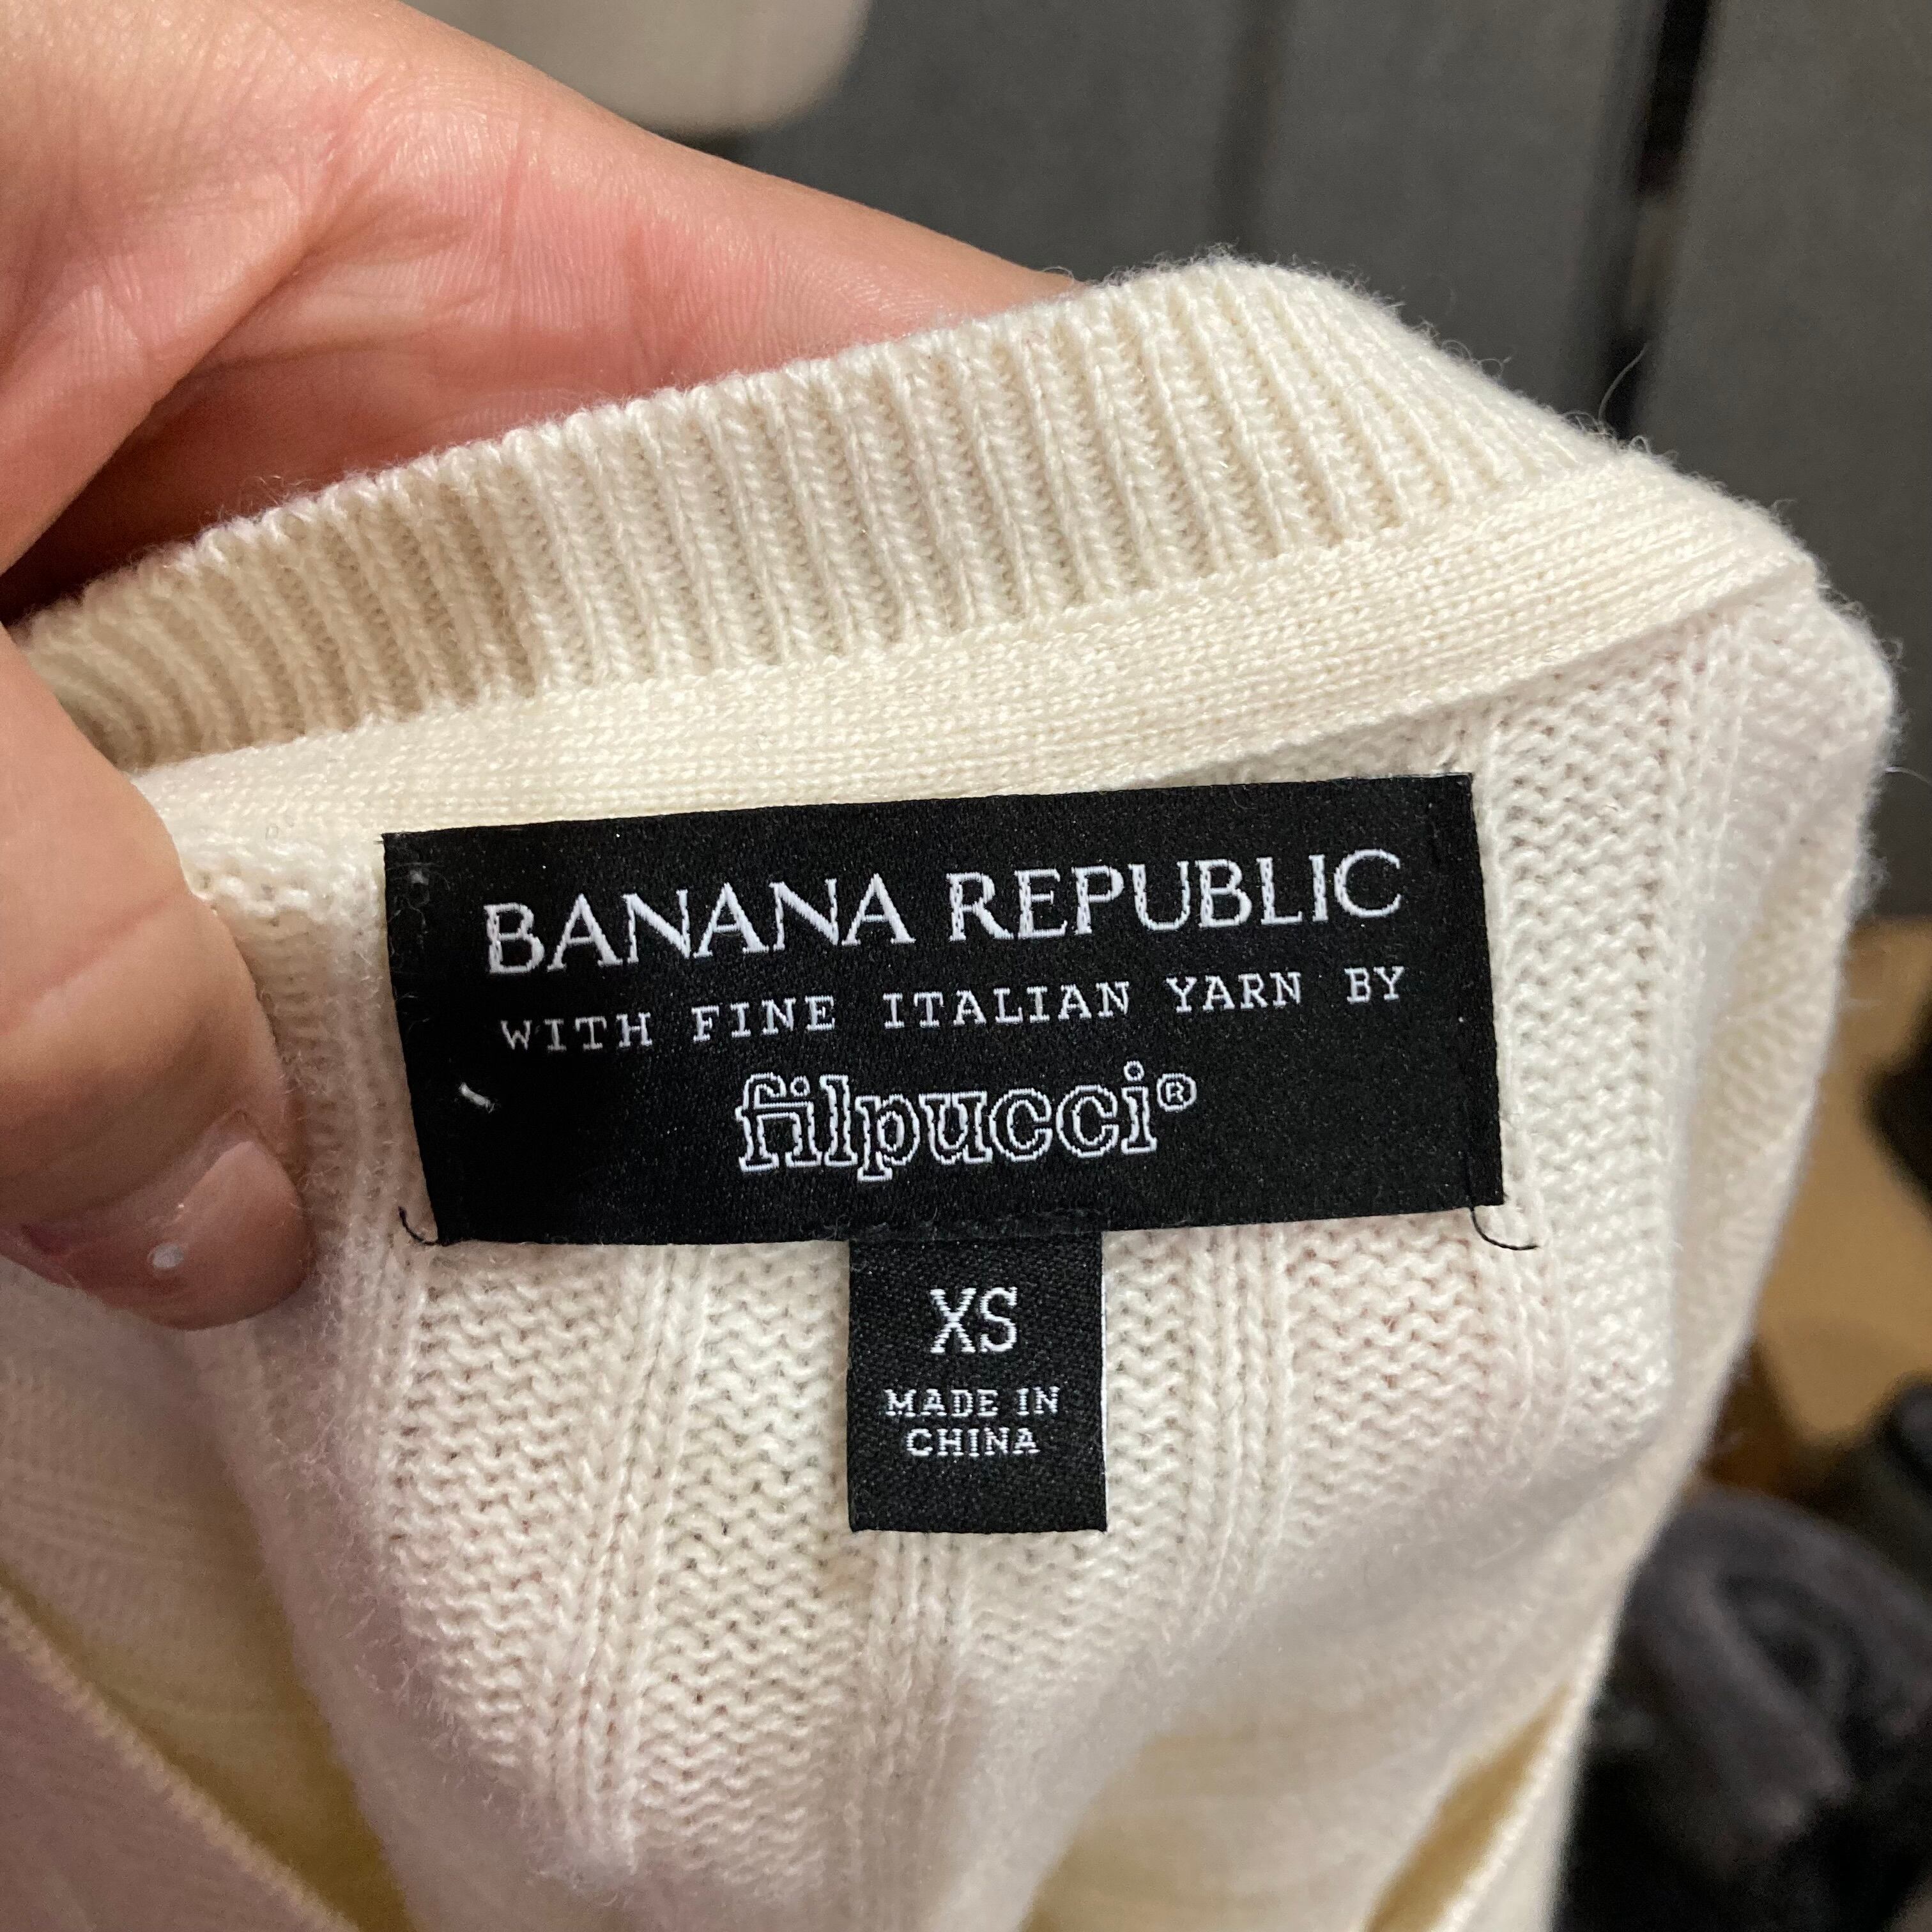 BANANA REPUBLIC
WITH FINE ITALIAN YARN BY
filpucci®
XS
MADE IN
CHINA